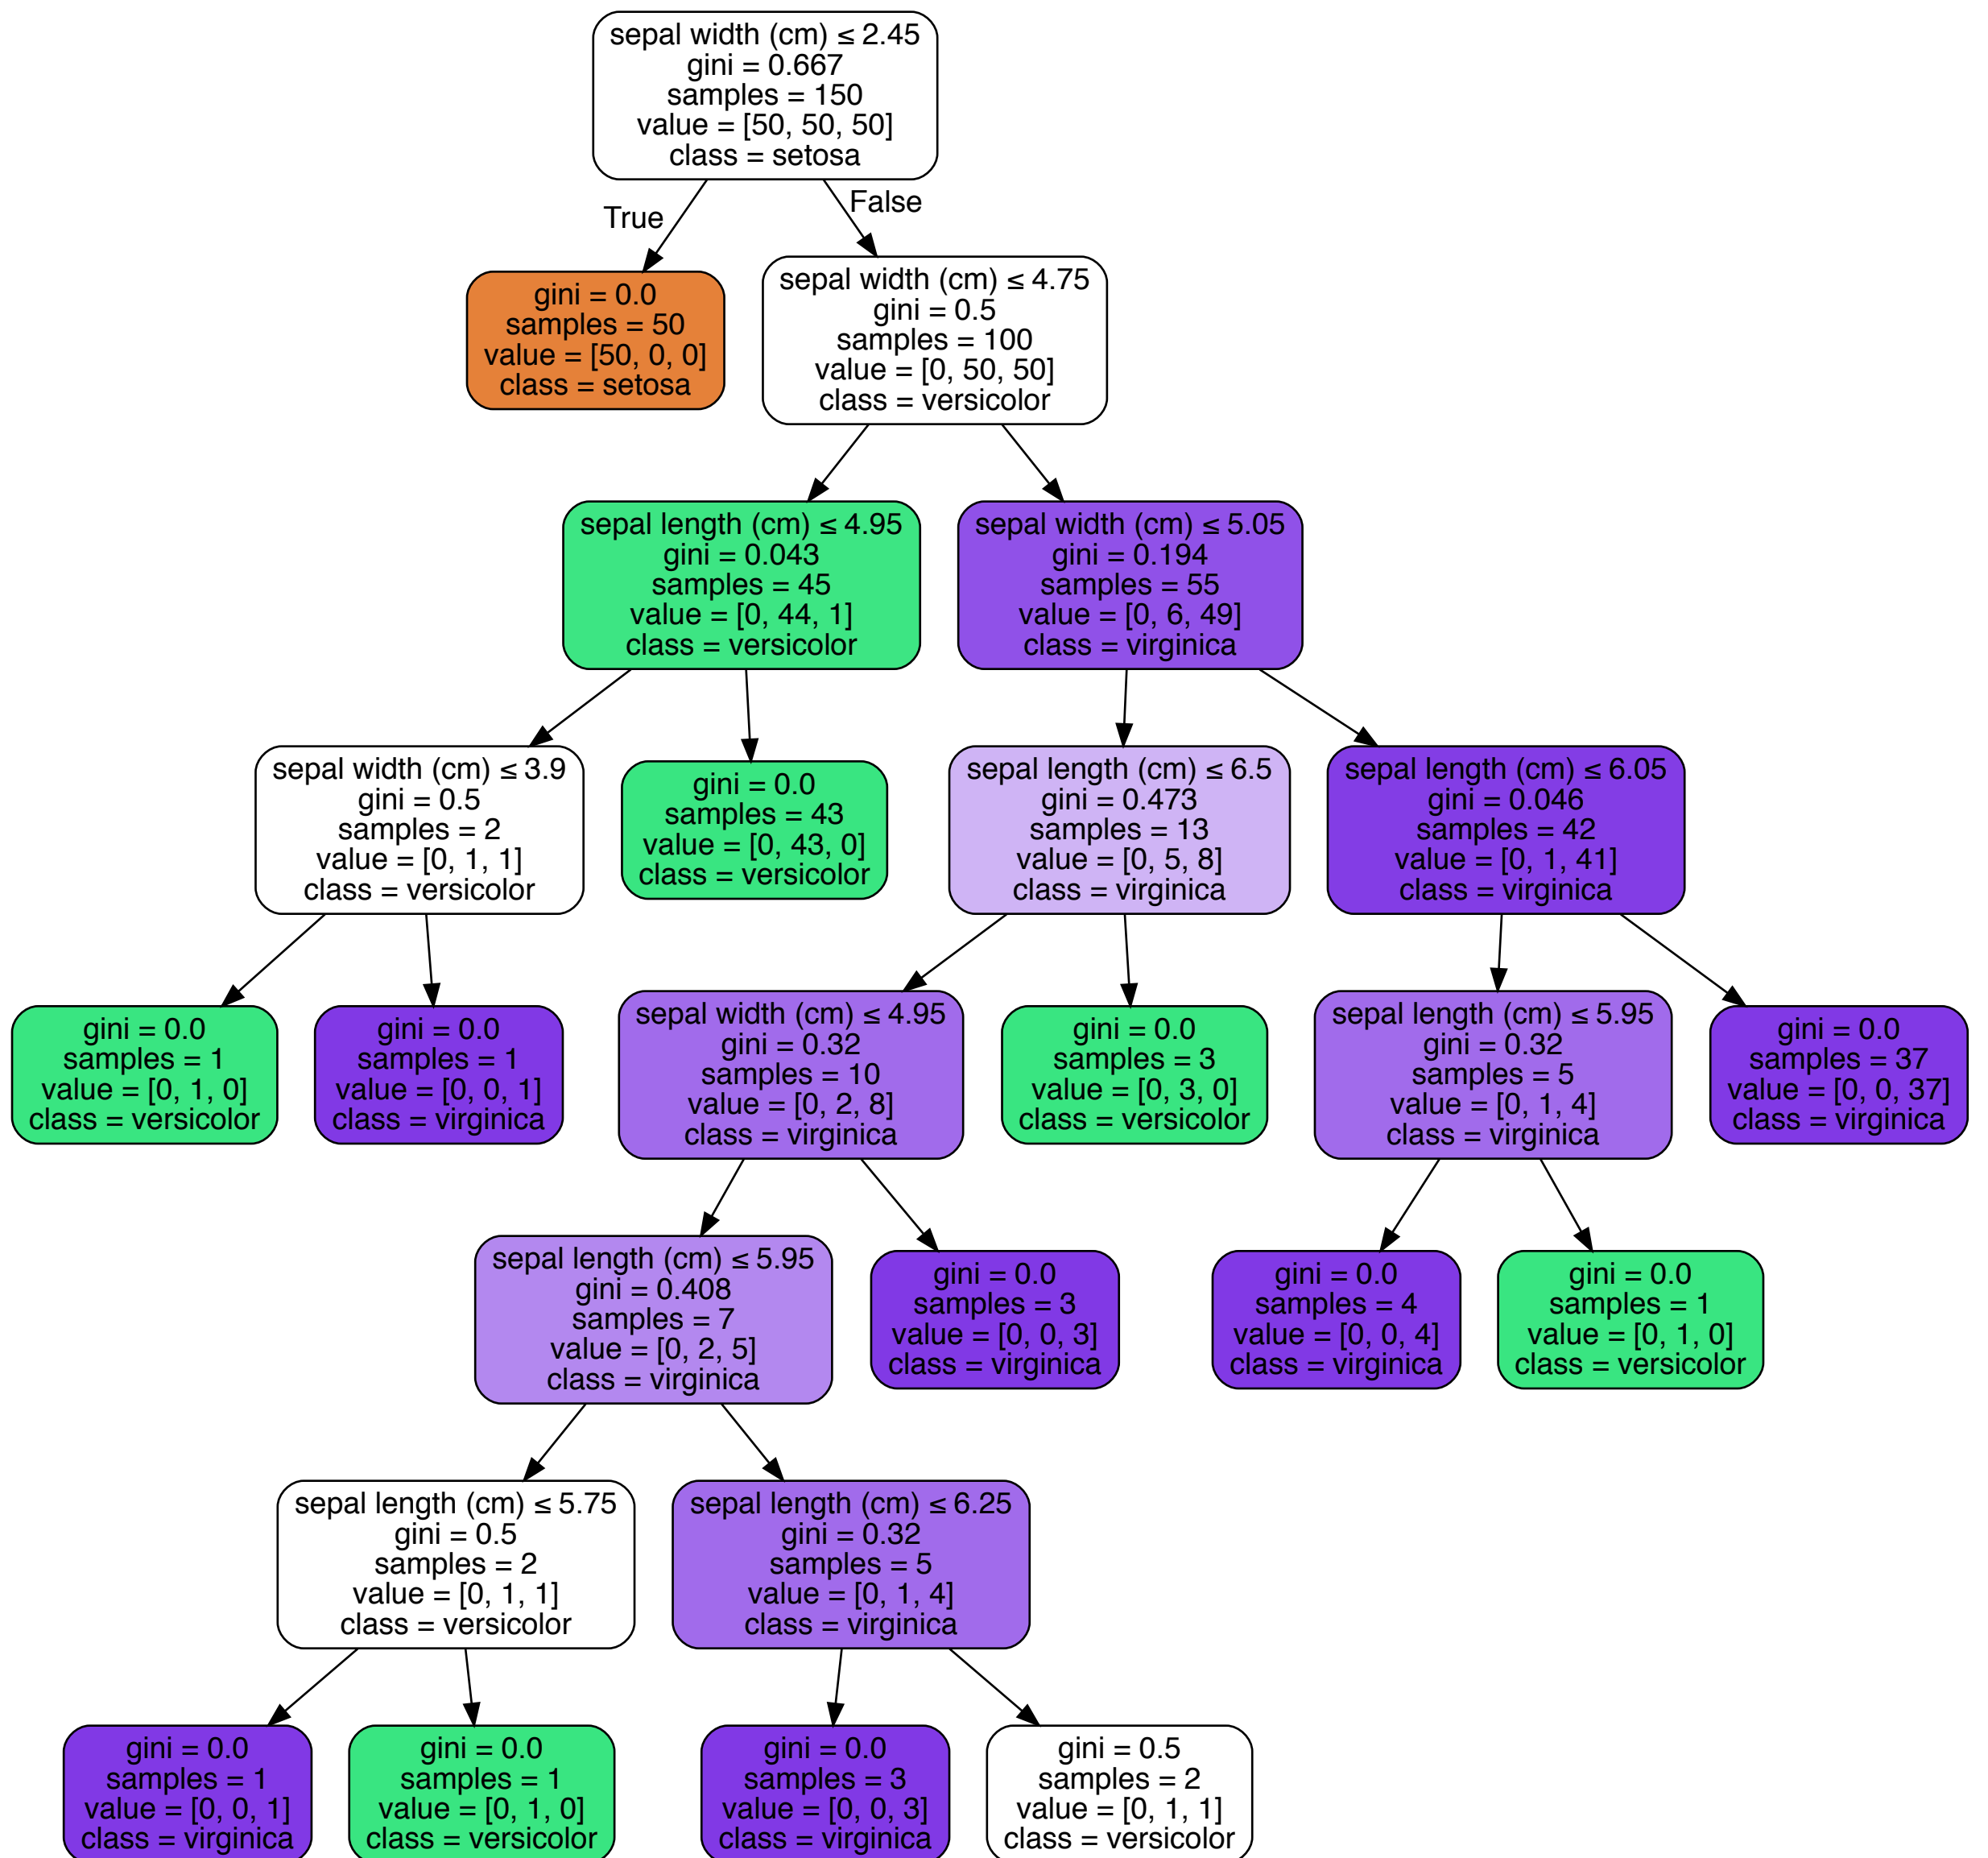 sepal width (cm) ≤ 2.45
gini = 0.667
samples = 150
value = [50, 50, 50]
class = setosa
True
False
gini = 0.0
samples = 50
value = [50, 0, 0]
class = setosa
sepal width (cm) ≤ 4.75
gini = 0.5
samples = 100
value = [0, 50, 50]
class = versicolor
sepal length (cm) ≤ 4.95
gini = 0.043
samples = 45
value = [0, 44, 1]
class = versicolor
sepal width (cm) ≤ 5.05
gini = 0.194
samples = 55
value = [0, 6, 49]
class = virginica
sepal width (cm) ≤ 3.9
gini = 0.5
samples = 2
value = [0, 1, 1]
class = versicolor
gini = 0.0
samples = 43
value = [0, 43, 0]
class = versicolor
sepal length (cm) ≤ 6.5
gini = 0.473
samples = 13
value = [0, 5, 8]
class = virginica
sepal length (cm) ≤ 6.05
gini = 0.046
samples = 42
value = [0, 1, 41]
class = virginica
gini = 0.0
samples = 1
value = [0, 1, 0]
class = versicolor
gini = 0.0
samples = 1
value = [0, 0, 1]
class = virginica
sepal width (cm) ≤ 4.95
gini = 0.32
samples = 10
value = [0, 2, 8]
class = virginica
gini = 0.0
samples = 3
value = [0, 3, 0]
class = versicolor
sepal length (cm) ≤ 5.95
gini = 0.32
samples = 5
value = [0, 1, 4]
class = virginica
gini = 0.0
samples = 37
value = [0, 0, 37]
class = virginica
sepal length (cm) ≤ 5.95
gini = 0.408
samples = 7
value = [0, 2, 5]
class = virginica
gini = 0.0
samples = 3
value = [0, 0, 3]
class = virginica
gini = 0.0
samples = 4
value = [0, 0, 4]
class = virginica
gini = 0.0
samples = 1
value = [0, 1, 0]
class = versicolor
sepal length (cm) ≤ 5.75
gini = 0.5
samples = 2
value = [0, 1, 1]
class = versicolor
sepal length (cm) ≤ 6.25
gini = 0.32
samples = 5
value = [0, 1, 4]
class = virginica
gini = 0.0
samples = 1
value = [0, 0, 1]
class = virginica
gini = 0.0
samples = 1
value = [0, 1, 0]
class = versicolor
gini = 0.0
samples = 3
value = [0, 0, 3]
class = virginica
gini = 0.5
samples = 2
value = [0, 1, 1]
class = versicolor